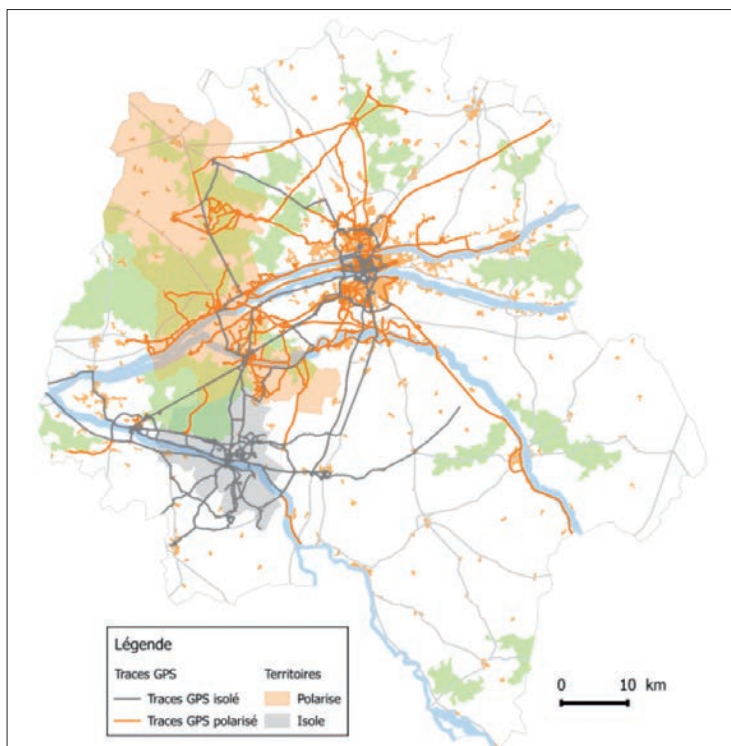 Légende
Traces GPS
Territoires
Traces GPS isolé
Polarise
Traces GPS polarisé
Isole
0 10 km